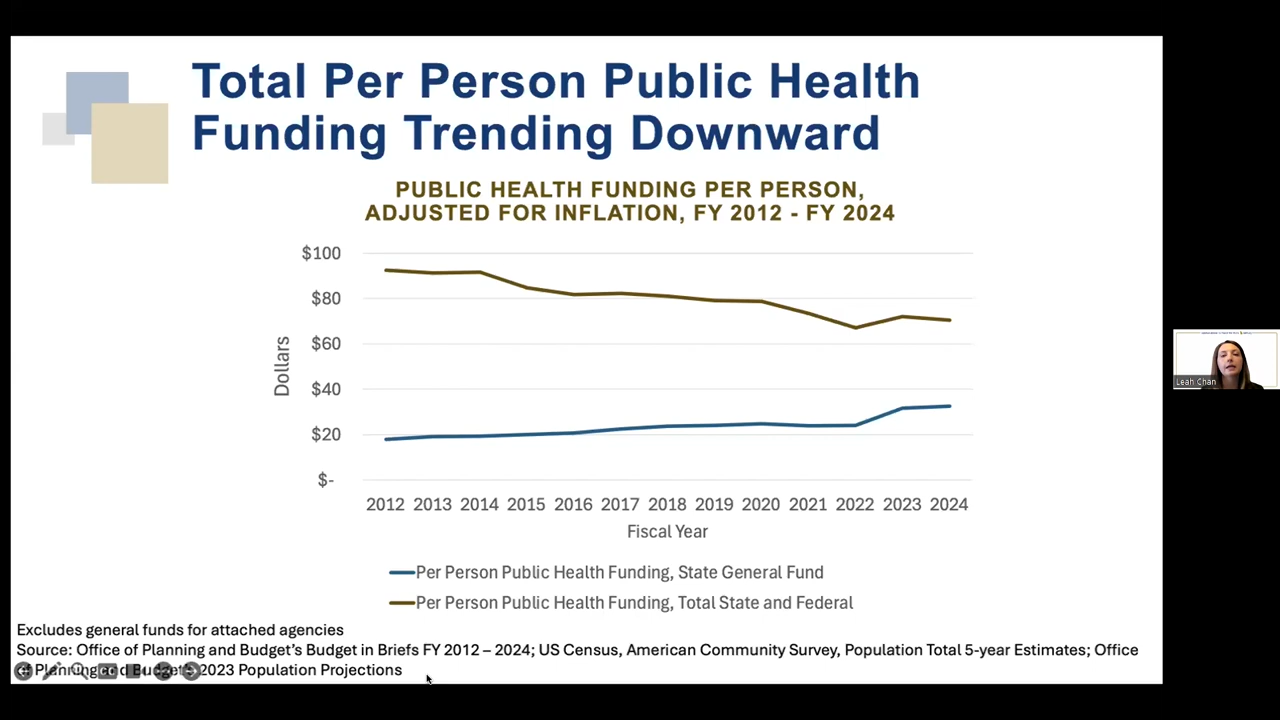 Total Per Person Public Health
Funding Trending Downward
PUBLIC HEALTH FUNDING PER PERSON,
ADJUSTED FOR INFLATION, FY 2012 - FY 2024
$100
$80
$60
$40
$20
$-
Dollars
2012 2013 2014 2015 2016 2017 2018 2019 2020 2021 2022 2023 2024
Fiscal Year
Per Person Public Health Funding, State General Fund
Per Person Public Health Funding, Total State and Federal
Excludes general funds for attached agencies
Source: Office of Planning and Budget's Budget in Briefs FY 2012 – 2024; US Census, American Community Survey, Population Total 5-year Estimates; Office
of Planning and Budget's 2023 Population Projections
Leah Chan